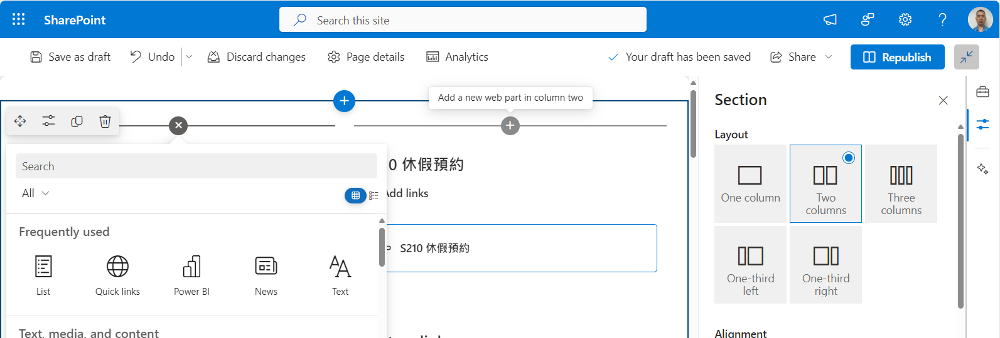 SharePoint
Search this site
Save as draft
Undo
Discard changes
Page details
Analytics
Your draft has been saved
Share
Republish
Add a new web part in column two
Section
Layout
One column
Two
columns
Three
columns
One-third
left
One-third
right
Alignment
Search
All
Frequently used
List
Quick links
Power BI
News
Text
Text, media, and content
0 休假預約
Add links
S210 休假預約